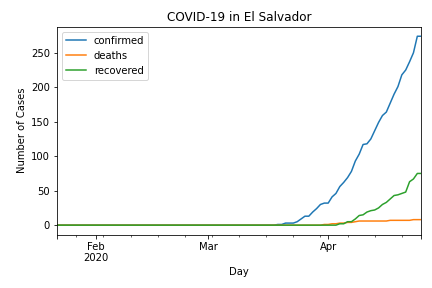 COVID-19 in El Salvador
confirmed
deaths
recovered
Number of Cases
250
200
150
100
50
0
Feb
2020
Mar
Apr
Day